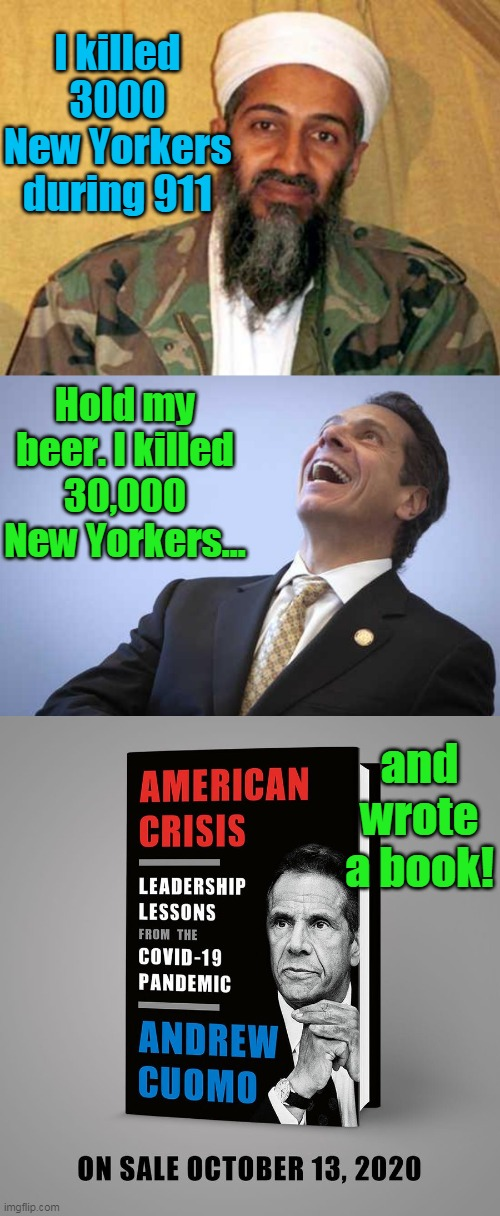 I killed
3000
New Yorkers
during 911
Hold my
beer. I killed
30,000
New Yorkers...
and
wrote
a book!
AMERICAN
CRISIS
LEADERSHIP
LESSONS
FROM THE
COVID-19
PANDEMIC
ANDREW
CUOMO
ON SALE OCTOBER 13, 2020
imgflip.com